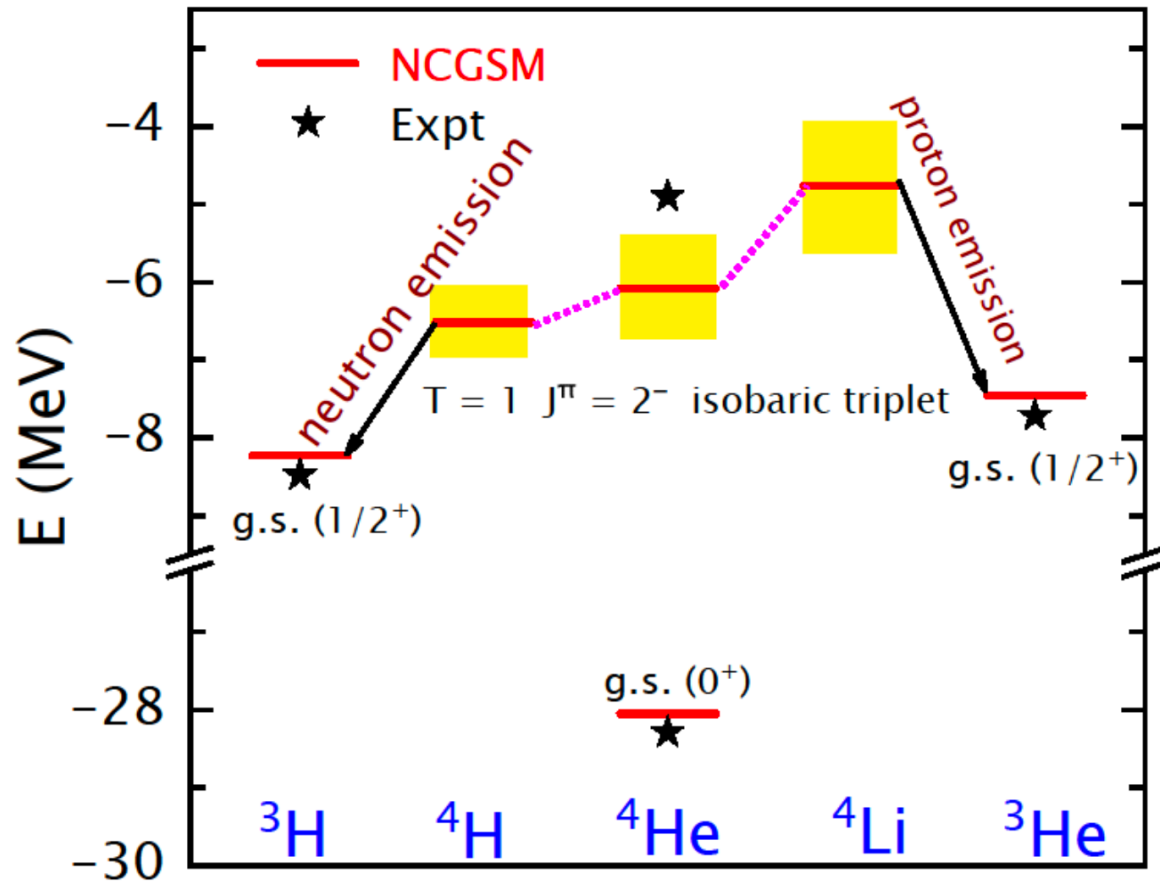 NCGSM
Expt
neutron emission
proton emission
T = 1 J^π = 2⁻ isobaric triplet
g.s. (1/2⁺)
g.s. (1/2⁺)
g.s. (0⁺)
E (MeV)
−4
−6
−8
−28
−30
³H ⁴H ⁴He ⁴Li ³He